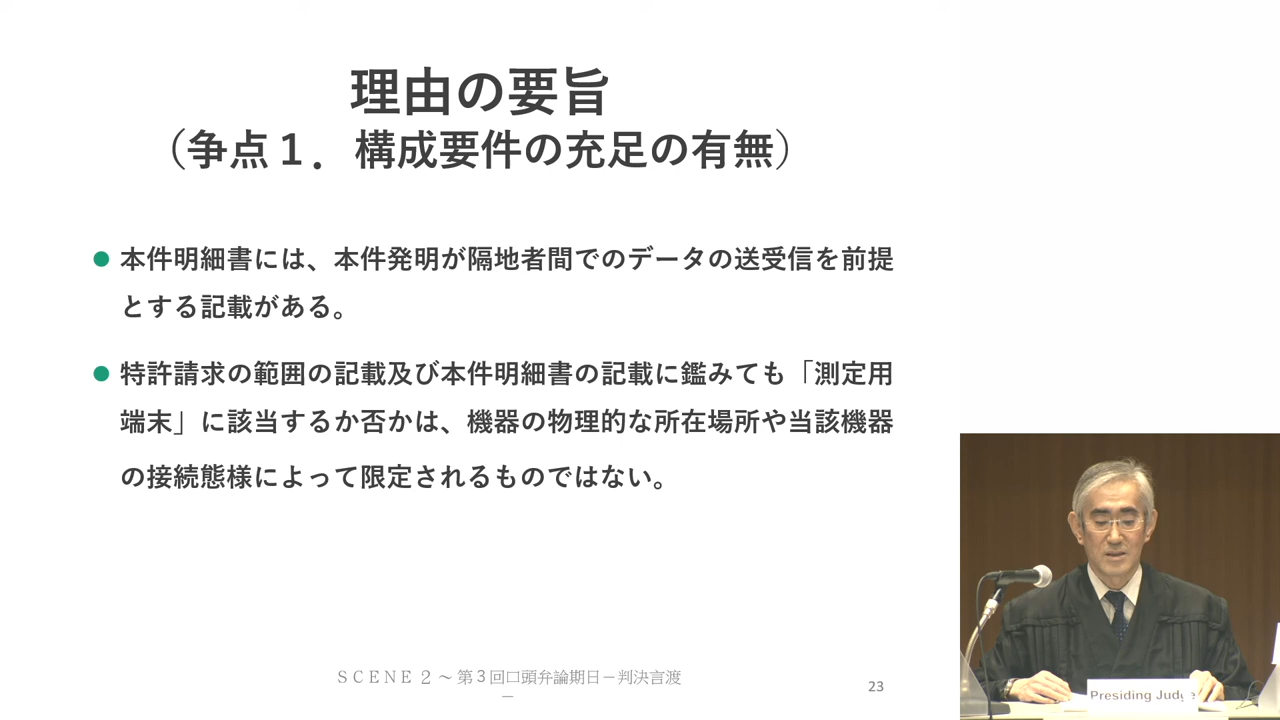 理由の要旨
（争点１．構成要件の充足の有無）
本件明細書には、本件発明が隔地者間でのデータの送受信を前提
とする記載がある。
特許請求の範囲の記載及び本件明細書の記載に鑑みても「測定用
端末」に該当するか否かは、機器の物理的な所在場所や当該機器
の接続態様によって限定されるものではない。
ＳＣＥＮＥ２～第３回口頭弁論期日－判決言渡
－
23
Presiding Judge